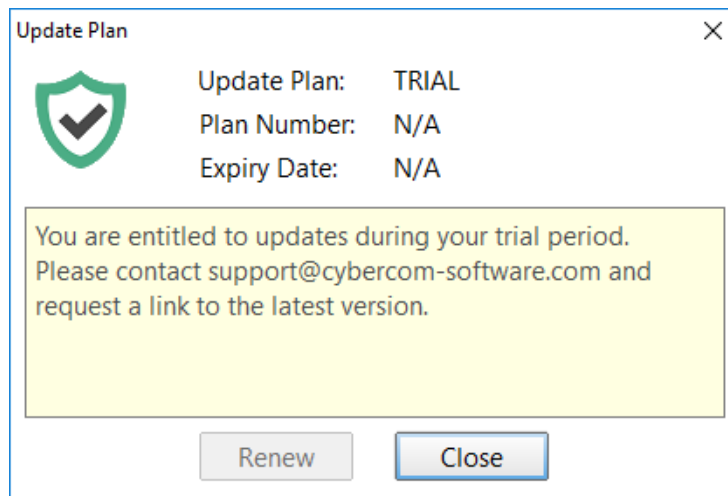 Update Plan
Update Plan: TRIAL
Plan Number: N/A
Expiry Date: N/A
You are entitled to updates during your trial period.
Please contact support@cybercom-software.com and
request a link to the latest version.
Renew Close